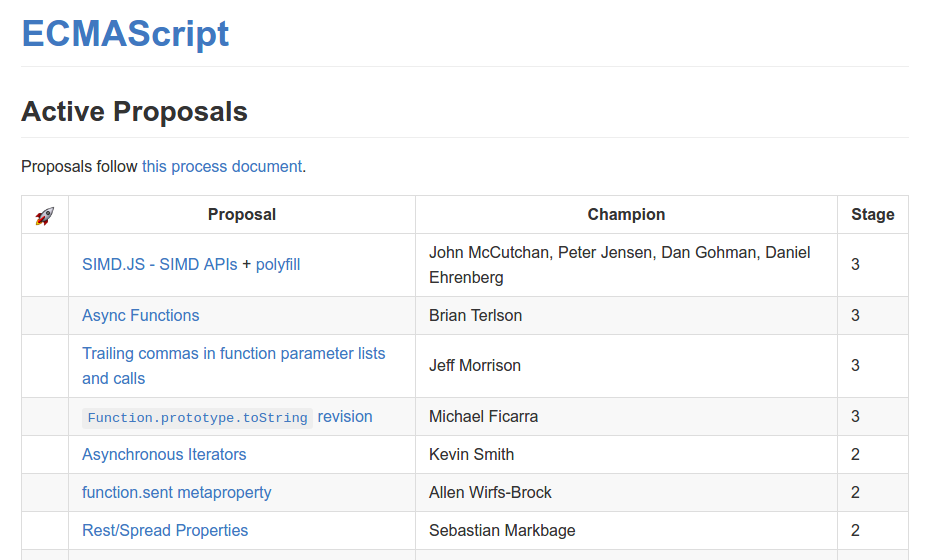 ECMAScript
Active Proposals
Proposals follow this process document.
Proposal Champion Stage
SIMD.JS - SIMD APIs + polyfill John McCutchan, Peter Jensen, Dan Gohman, Daniel
Ehrenberg 3
Async Functions Brian Terlson 3
Trailing commas in function parameter lists
and calls Jeff Morrison 3
Function.prototype.toString revision Michael Ficarra 3
Asynchronous Iterators Kevin Smith 2
function.sent metaproperty Allen Wirfs-Brock 2
Rest/Spread Properties Sebastian Markbage 2